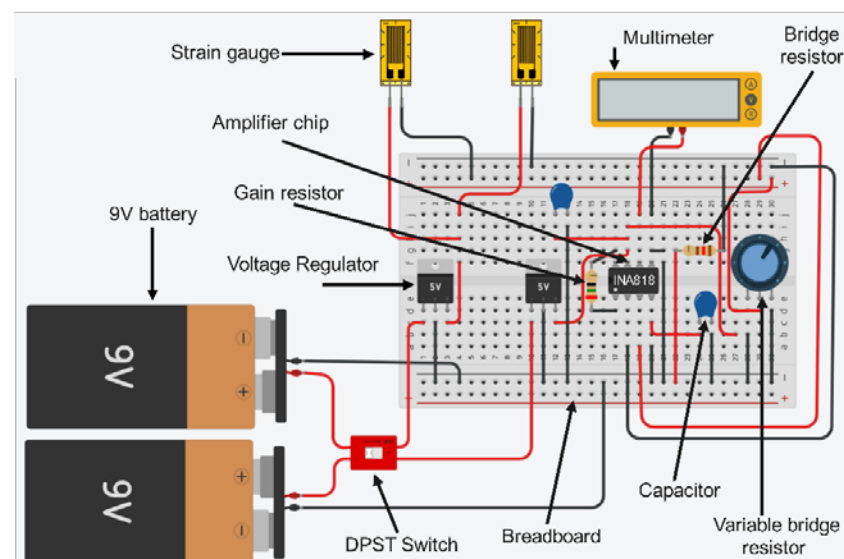 Strain gauge
Multimeter
Bridge
resistor
Amplifier chip
Gain resistor
9V battery
Voltage Regulator
5V
5V
INA818
9V
9V
A
V
R
DPST Switch
Breadboard
Capacitor
Variable bridge
resistor